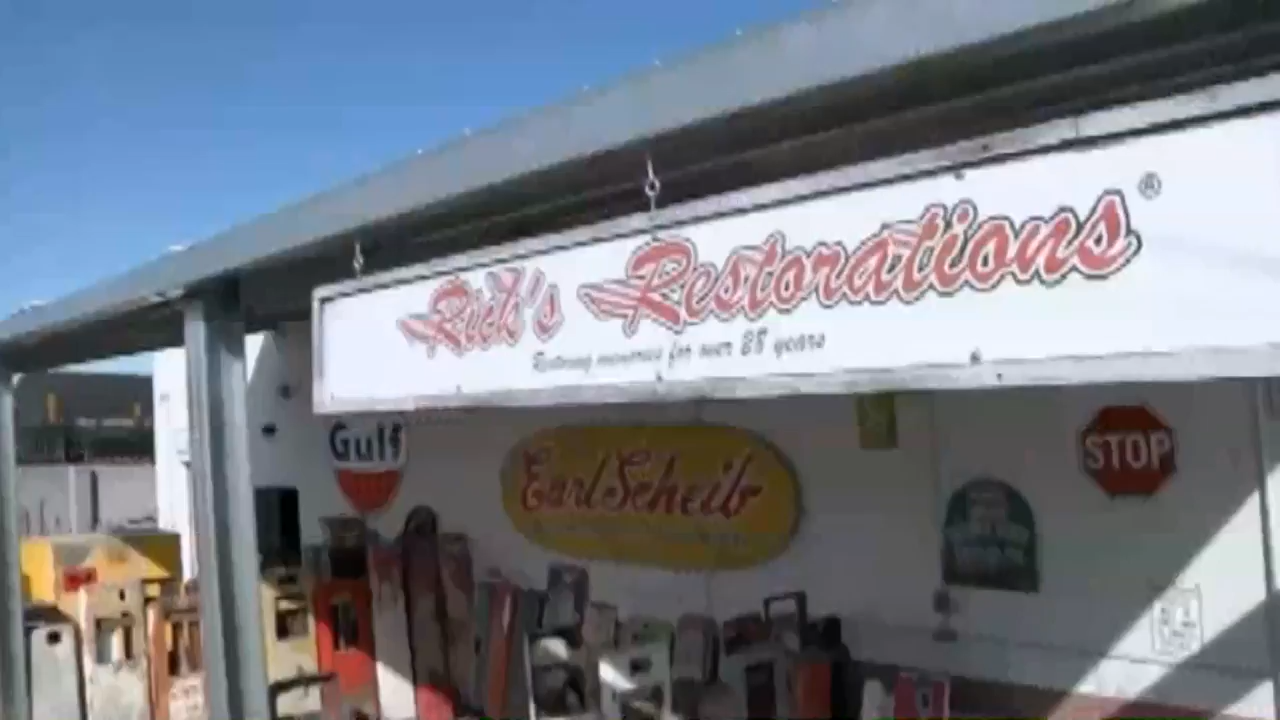 Rick's Restorations®
Restoring memories for over 28 years
Gulf
Earl Scheib
STOP